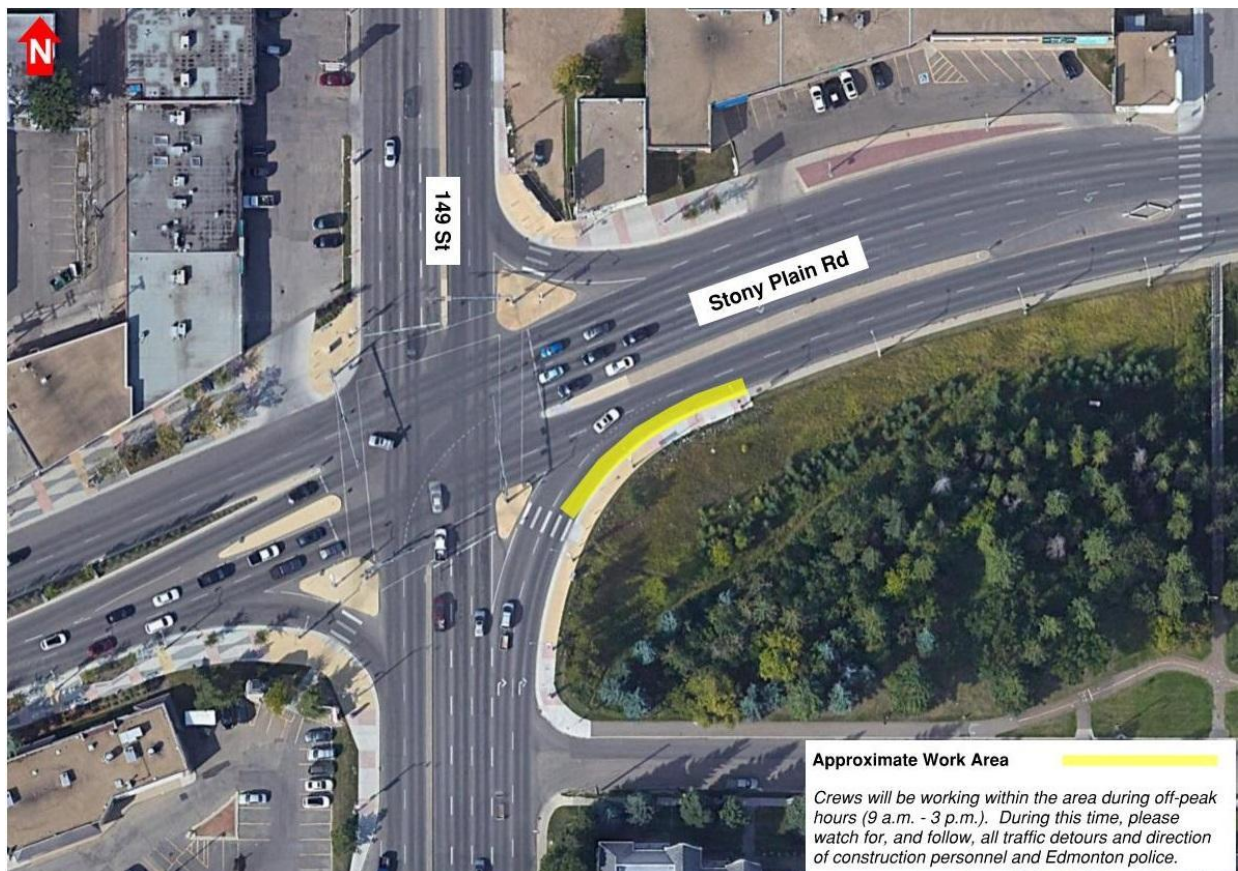 N
149 St
Stony Plain Rd
Approximate Work Area
Crews will be working within the area during off-peak
hours (9 a.m. - 3 p.m.).  During this time, please
watch for, and follow, all traffic detours and direction
of construction personnel and Edmonton police.